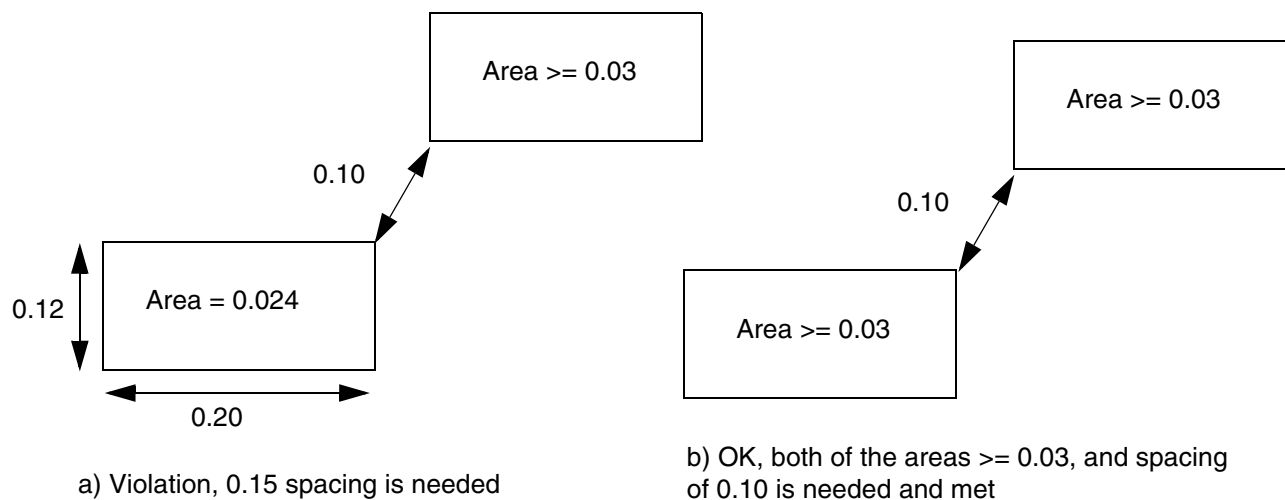 Area >= 0.03
0.10
0.12
Area = 0.024
0.20
a) Violation, 0.15 spacing is needed
Area >= 0.03
0.10
Area >= 0.03
b) OK, both of the areas >= 0.03, and spacing
of 0.10 is needed and met